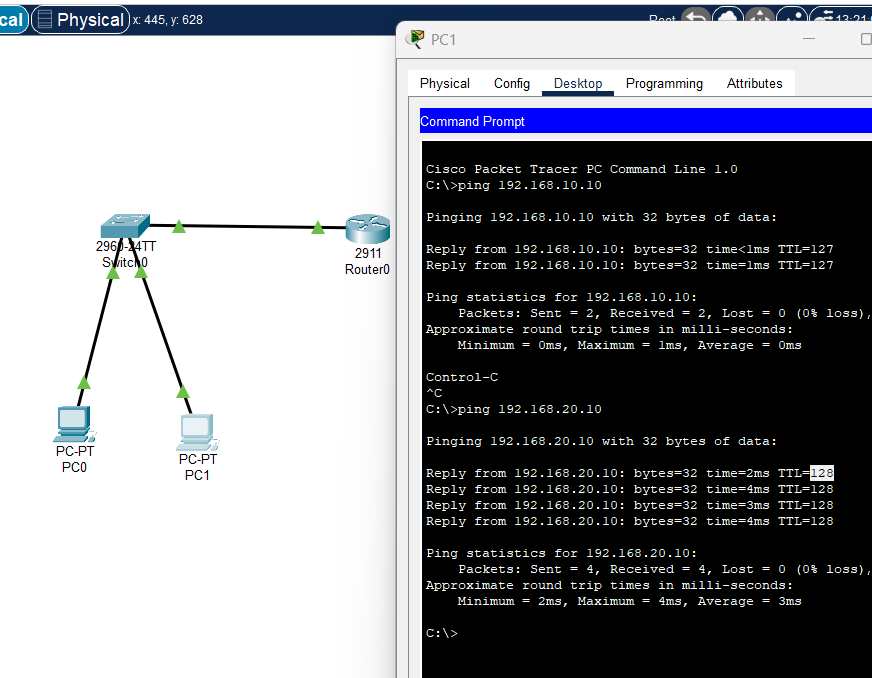 cal Physical x: 445, y: 628
Root 13:21:
PC1
Physical Config Desktop Programming Attributes
Command Prompt
Cisco Packet Tracer PC Command Line 1.0
C:\>ping 192.168.10.10
Pinging 192.168.10.10 with 32 bytes of data:
Reply from 192.168.10.10: bytes=32 time<1ms TTL=127
Reply from 192.168.10.10: bytes=32 time=1ms TTL=127
Ping statistics for 192.168.10.10:
Packets: Sent = 2, Received = 2, Lost = 0 (0% loss),
Approximate round trip times in milli-seconds:
Minimum = 0ms, Maximum = 1ms, Average = 0ms
Control-C
^C
C:\>ping 192.168.20.10
Pinging 192.168.20.10 with 32 bytes of data:
Reply from 192.168.20.10: bytes=32 time=2ms TTL=128
Reply from 192.168.20.10: bytes=32 time=4ms TTL=128
Reply from 192.168.20.10: bytes=32 time=3ms TTL=128
Reply from 192.168.20.10: bytes=32 time=4ms TTL=128
Ping statistics for 192.168.20.10:
Packets: Sent = 4, Received = 4, Lost = 0 (0% loss),
Approximate round trip times in milli-seconds:
Minimum = 2ms, Maximum = 4ms, Average = 3ms
C:\>
2960-24TT
Switch0
2911
Router0
PC-PT
PC0
PC-PT
PC1